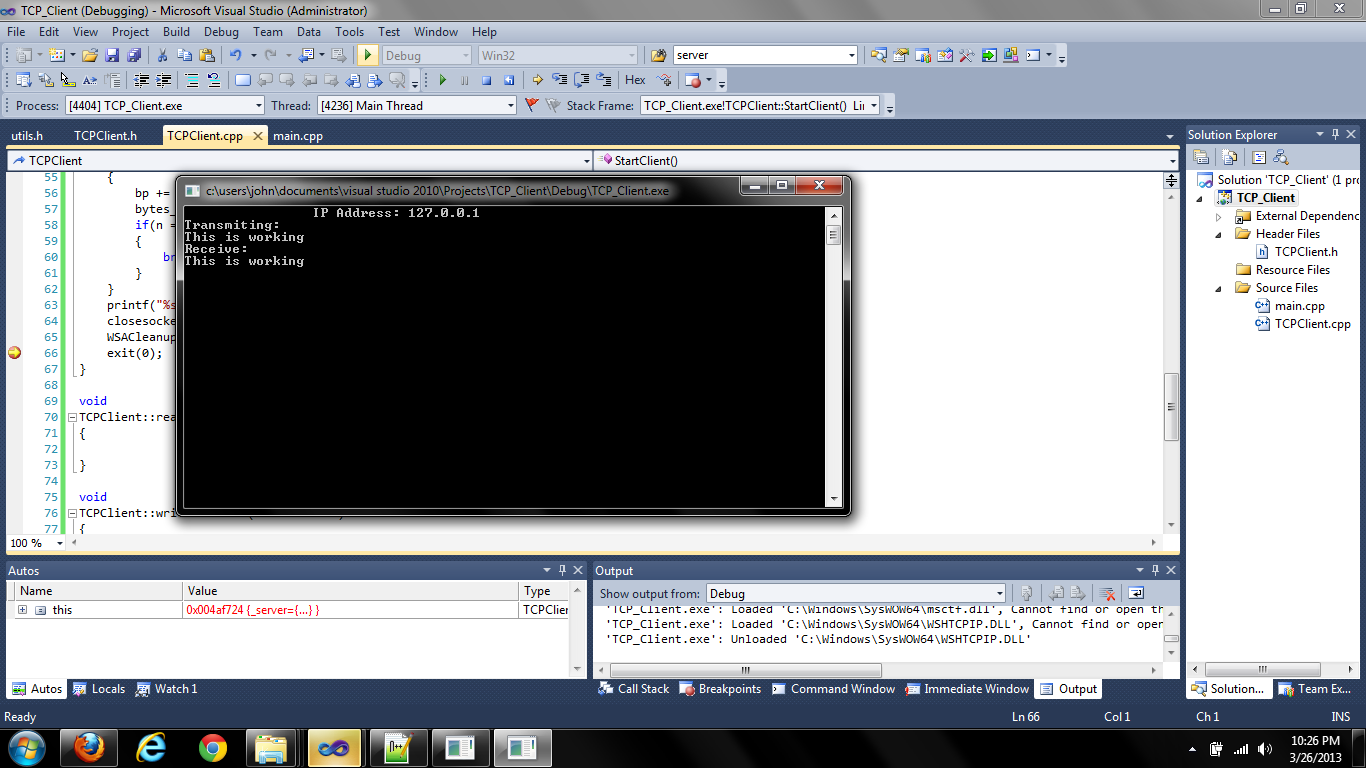 TCP_Client (Debugging) - Microsoft Visual Studio (Administrator)
File Edit View Project Build Debug Team Data Tools Test Window Help
Debug Win32 server
Hex
Process: [4404] TCP_Client.exe Thread: [4236] Main Thread Stack Frame: TCP_Client.exe!TCPClient::StartClient() Li
utils.h TCPClient.h TCPClient.cpp main.cpp
TCPClient StartClient()
55 {
56 bp +=
57 bytes_
58 if(n =
59 {
60 br
61 }
62 }
63 printf("%s
64 closesocke
65 WSACleanup
66 exit(0);
67 }
68
69 void
70 TCPClient::rea
71 {
72
73 }
74
75 void
76 TCPClient::wri
77 {
100 %
c:\users\john\documents\visual studio 2010\Projects\TCP_Client\Debug\TCP_Client.exe
IP Address: 127.0.0.1
Transmiting:
This is working
Receive:
This is working
Solution Explorer
Solution 'TCP_Client' (1 pro
TCP_Client
External Dependenc
Header Files
TCPClient.h
Resource Files
Source Files
main.cpp
TCPClient.cpp
Solution... Team Ex...
Autos
Name Value Type
this 0x004af724 {_server={...} } TCPClien
Autos Locals Watch 1
Output
Show output from: Debug
'TCP_Client.exe': Loaded 'C:\Windows\SysWOW64\msctf.dll', Cannot find or open th
'TCP_Client.exe': Loaded 'C:\Windows\SysWOW64\WSHTCPIP.DLL', Cannot find or open
'TCP_Client.exe': Unloaded 'C:\Windows\SysWOW64\WSHTCPIP.DLL'
Call Stack Breakpoints Command Window Immediate Window Output
Ready Ln 66 Col 1 Ch 1 INS
10:26 PM
3/26/2013